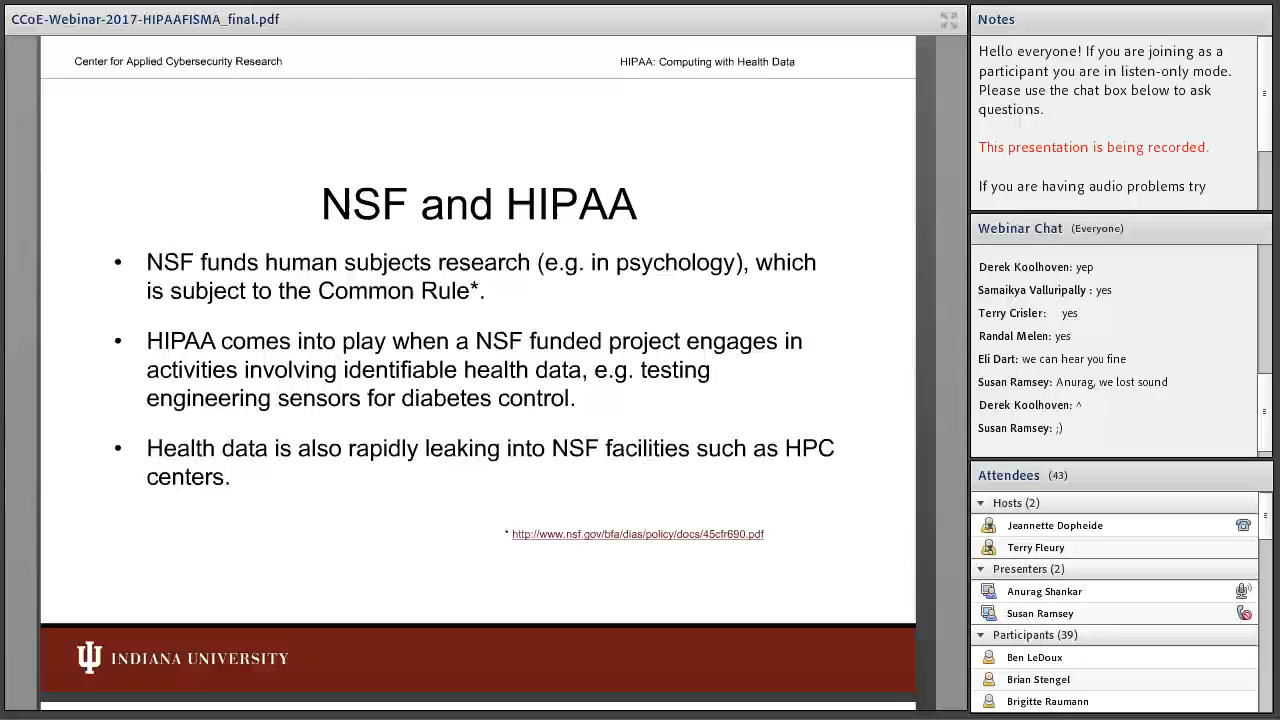 CCoE-Webinar-2017-HIPAAFISMA_final.pdf
Center for Applied Cybersecurity Research
HIPAA: Computing with Health Data
NSF and HIPAA
• NSF funds human subjects research (e.g. in psychology), which
is subject to the Common Rule*.
• HIPAA comes into play when a NSF funded project engages in
activities involving identifiable health data, e.g. testing
engineering sensors for diabetes control.
• Health data is also rapidly leaking into NSF facilities such as HPC
centers.
* http://www.nsf.gov/bfa/dias/policy/docs/45cfr690.pdf
INDIANA UNIVERSITY
Notes
Hello everyone! If you are joining as a
participant you are in listen-only mode.
Please use the chat box below to ask
questions.
This presentation is being recorded.
If you are having audio problems try
Webinar Chat (Everyone)
Derek Koolhoven: yep
Samaikya Valluripally : yes
Terry Crisler: yes
Randal Melen: yes
Eli Dart: we can hear you fine
Susan Ramsey: Anurag, we lost sound
Derek Koolhoven: ^
Susan Ramsey: ;)
Attendees (43)
Hosts (2)
Jeannette Dopheide
Terry Fleury
Presenters (2)
Anurag Shankar
Susan Ramsey
Participants (39)
Ben LeDoux
Brian Stengel
Brigitte Raumann